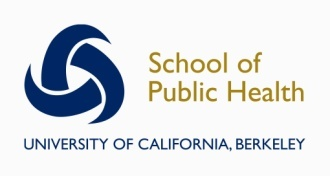 School of
Public Health
UNIVERSITY OF CALIFORNIA, BERKELEY